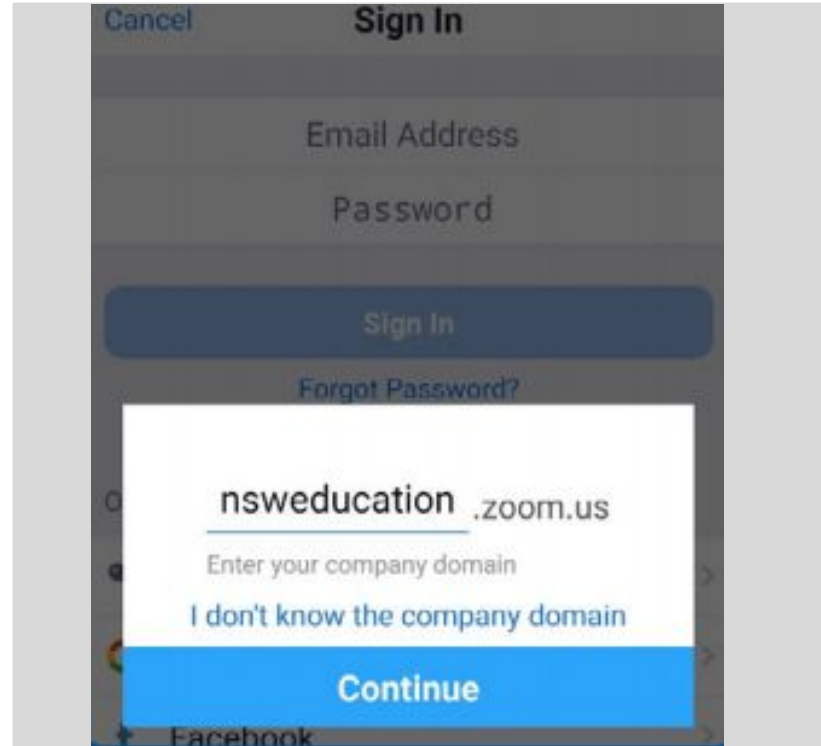 Cancel Sign In
Email Address
Password
Sign In
Forgot Password?
O
nsweducation .zoom.us
Enter your company domain
I don't know the company domain
Continue
Facebook